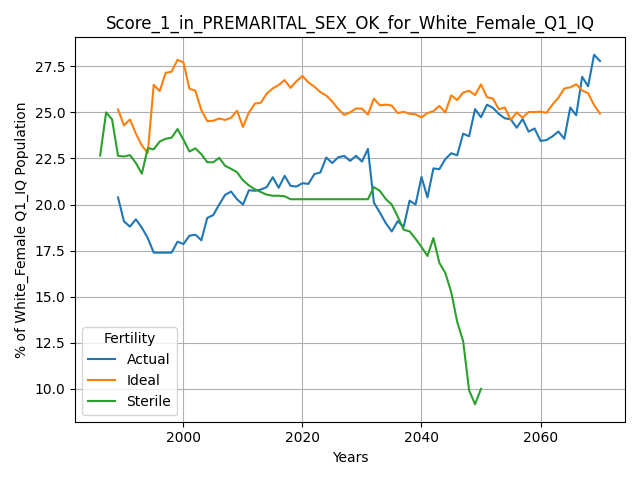 Score_1_in_PREMARITAL_SEX_OK_for_White_Female_Q1_IQ
% of White_Female Q1_IQ Population
27.5
25.0
22.5
20.0
17.5
15.0
12.5
10.0
Fertility
Actual
Ideal
Sterile
2000
2020
2040
2060
Years